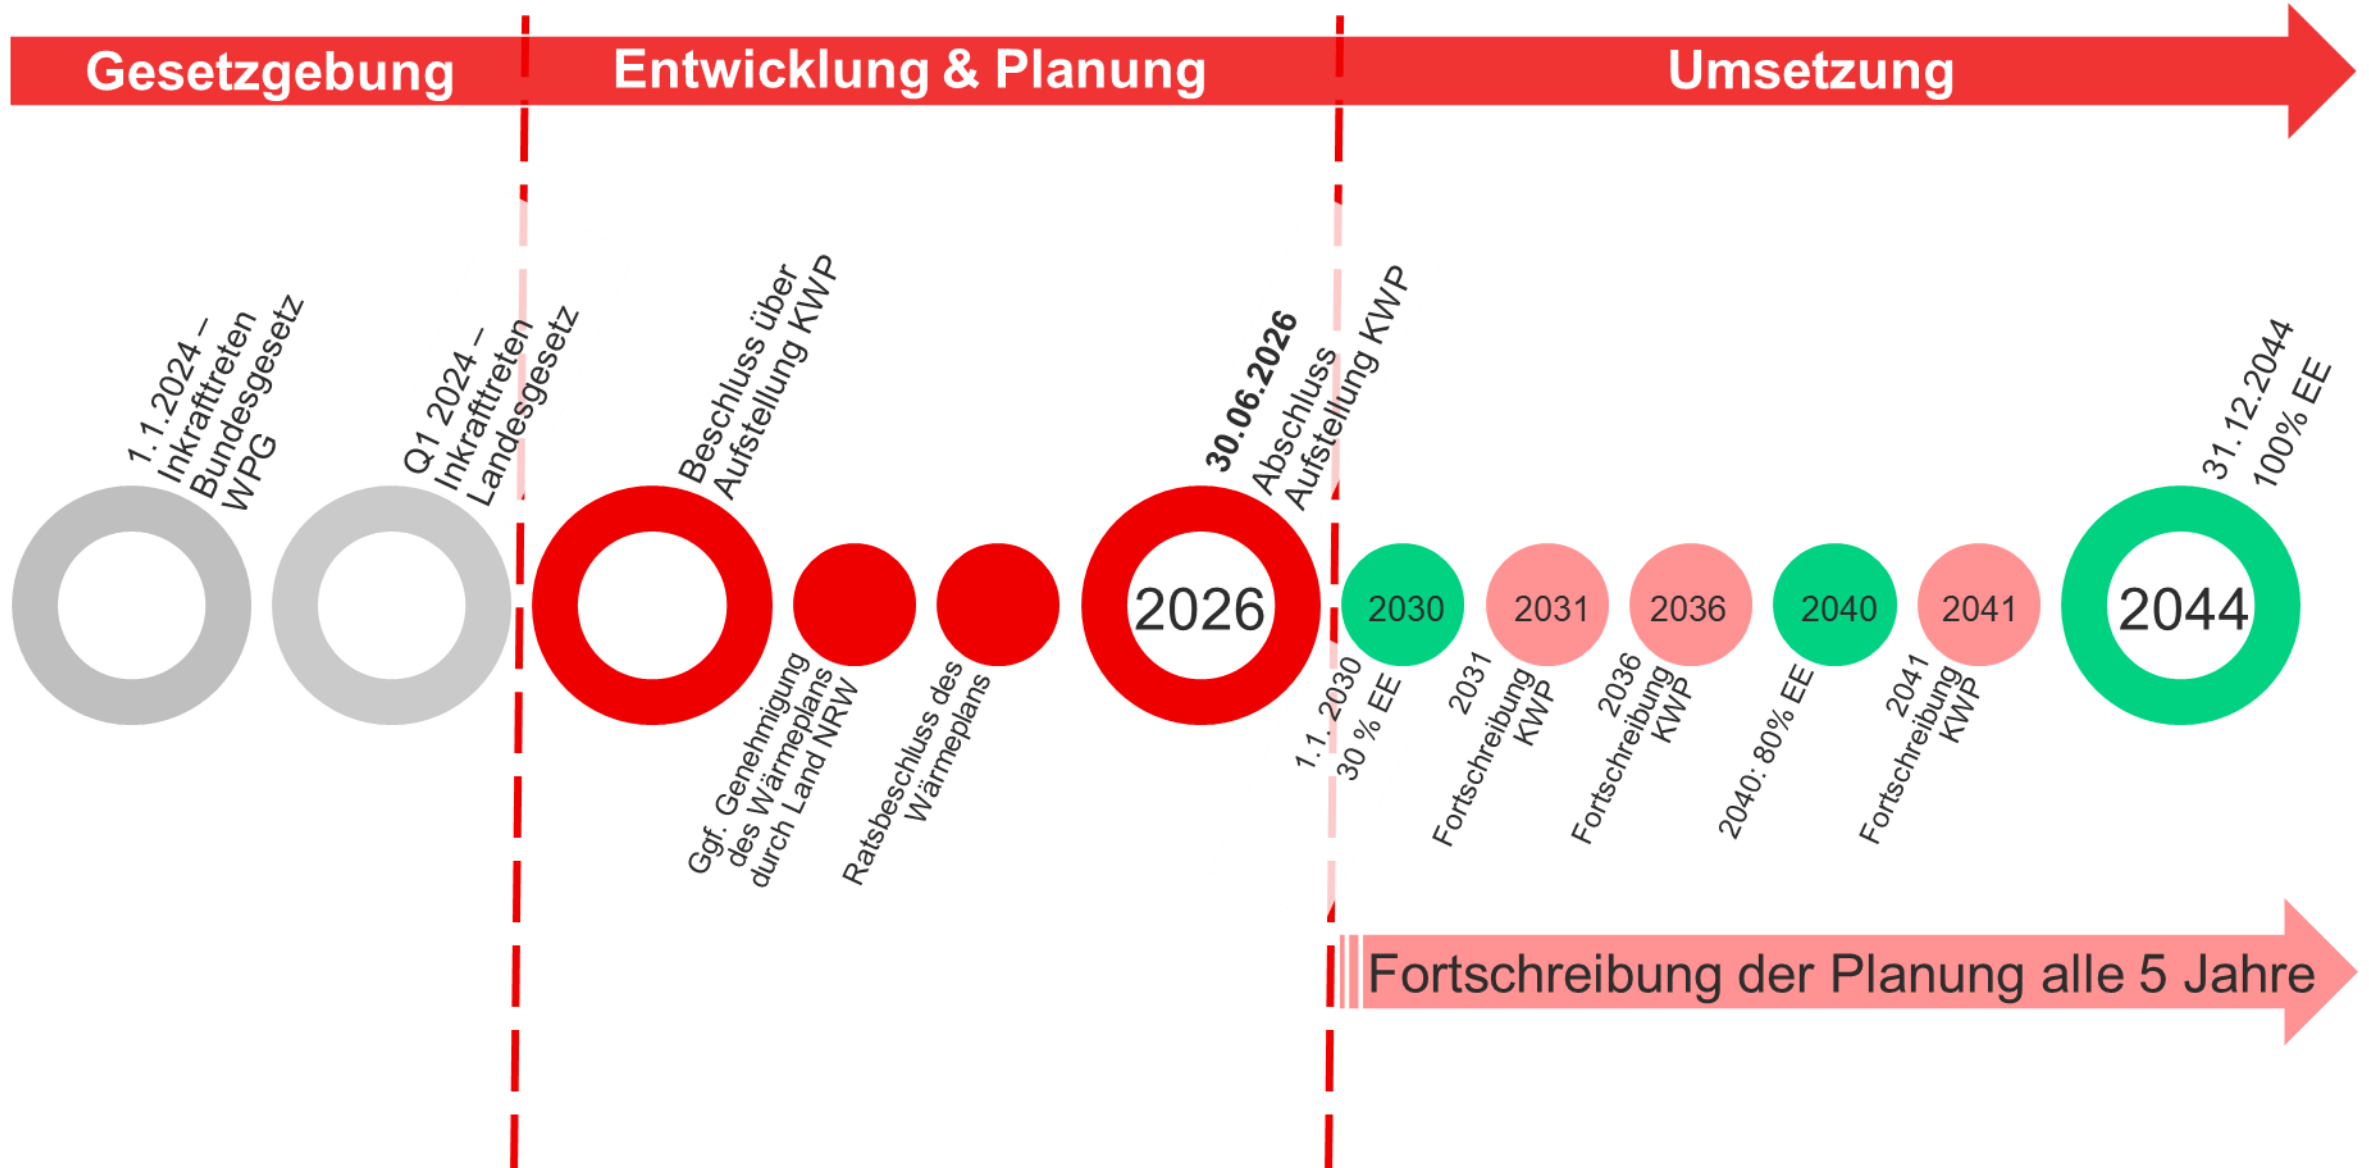 Gesetzgebung
Entwicklung & Planung
Umsetzung
1.1.2024 –
Inkrafttreten
Bundesgesetz
WPG
Q1 2024 –
Inkrafttreten
Landesgesetz
Beschluss über
Aufstellung KWP
30.06.2026
Abschluss
Aufstellung KWP
31.12.2044
100% EE
2026
2030
2031
2036
2040
2041
2044
Ggf. Genehmigung
des Wärmeplans
durch Land NRW
Ratsbeschluss des
Wärmeplans
1.1. 2030
30 % EE
2031
Fortschreibung
KWP
2036
Fortschreibung
KWP
2040: 80% EE
2041
Fortschreibung
KWP
Fortschreibung der Planung alle 5 Jahre